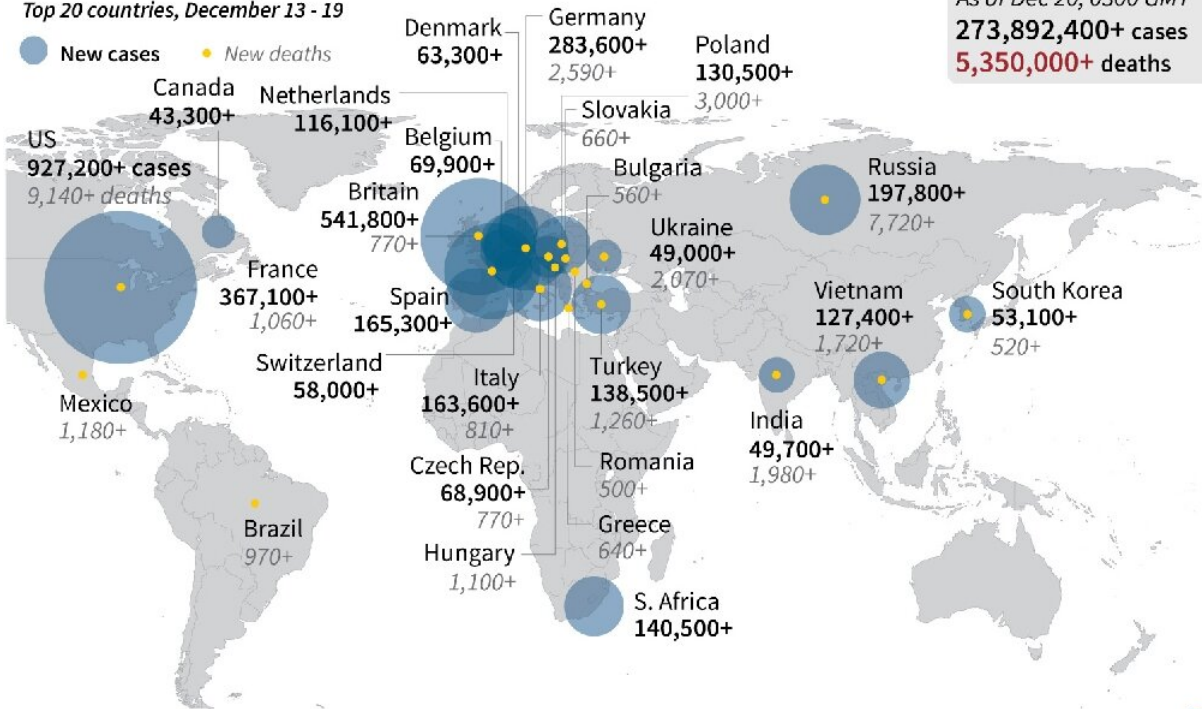 Top 20 countries, December 13 - 19
New cases
New deaths
As of Dec 20, 0300 GMT
273,892,400+ cases
5,350,000+ deaths
Denmark
63,300+
Germany
283,600+
2,590+
Poland
130,500+
3,000+
Canada
43,300+
Netherlands
116,100+
Slovakia
660+
US
927,200+ cases
9,140+ deaths
Belgium
69,900+
Bulgaria
560+
Russia
197,800+
7,720+
Britain
541,800+
770+
Ukraine
49,000+
2,070+
France
367,100+
1,060+
Spain
165,300+
Vietnam
127,400+
1,720+
South Korea
53,100+
520+
Switzerland
58,000+
Italy
163,600+
810+
Turkey
138,500+
1,260+
Mexico
1,180+
India
49,700+
1,980+
Czech Rep.
68,900+
770+
Romania
500+
Brazil
970+
Greece
640+
Hungary
1,100+
S. Africa
140,500+